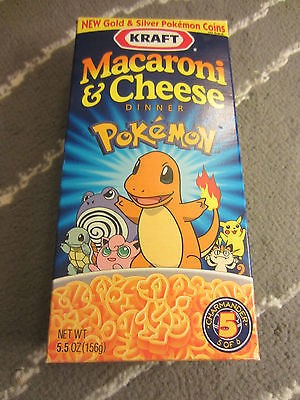 NEW Gold & Silver Pokémon Coins
KRAFT
Macaroni
& Cheese
DINNER
POKéMON
CHARMANDER
5
5 OF 6
NET WT
5.5 OZ (156g)